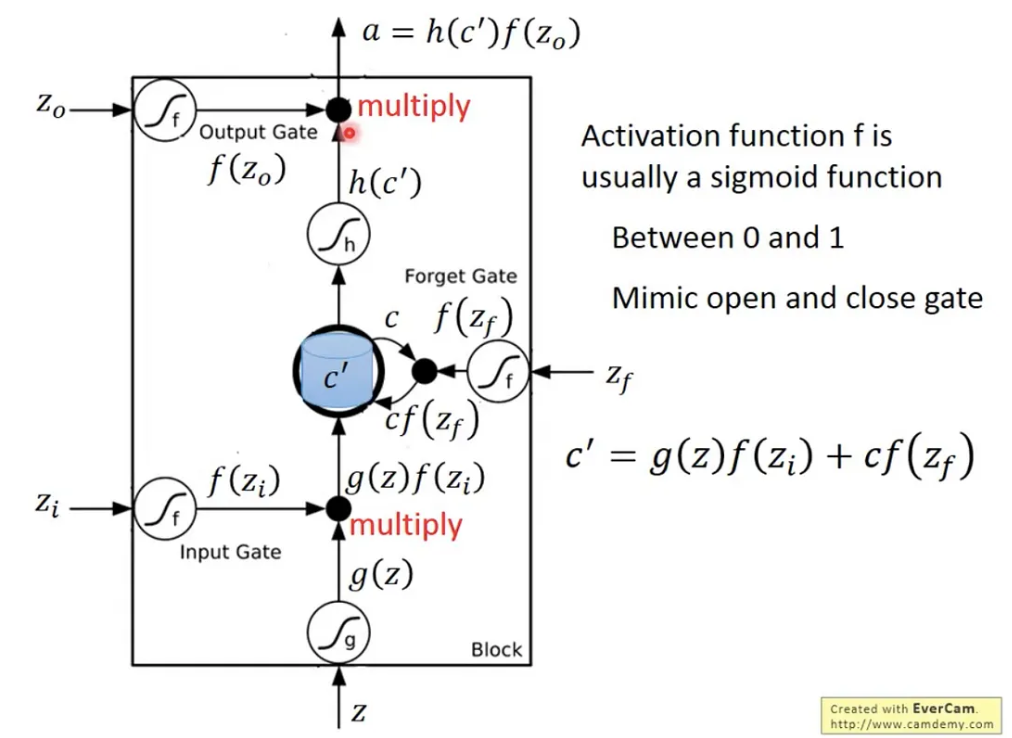 a = h(c′)f(z_o)
z_o
f
multiply
Output Gate
f(z_o)
h(c′)
h
Forget Gate
c
f(z_f)
c′
f
z_f
cf(z_f)
z_i
f
f(z_i)
g(z)f(z_i)
multiply
Input Gate
g(z)
g
Block
z
Activation function f is
usually a sigmoid function
Between 0 and 1
Mimic open and close gate
c′ = g(z)f(z_i) + cf(z_f)
Created with EverCam.
http://www.camdemy.com